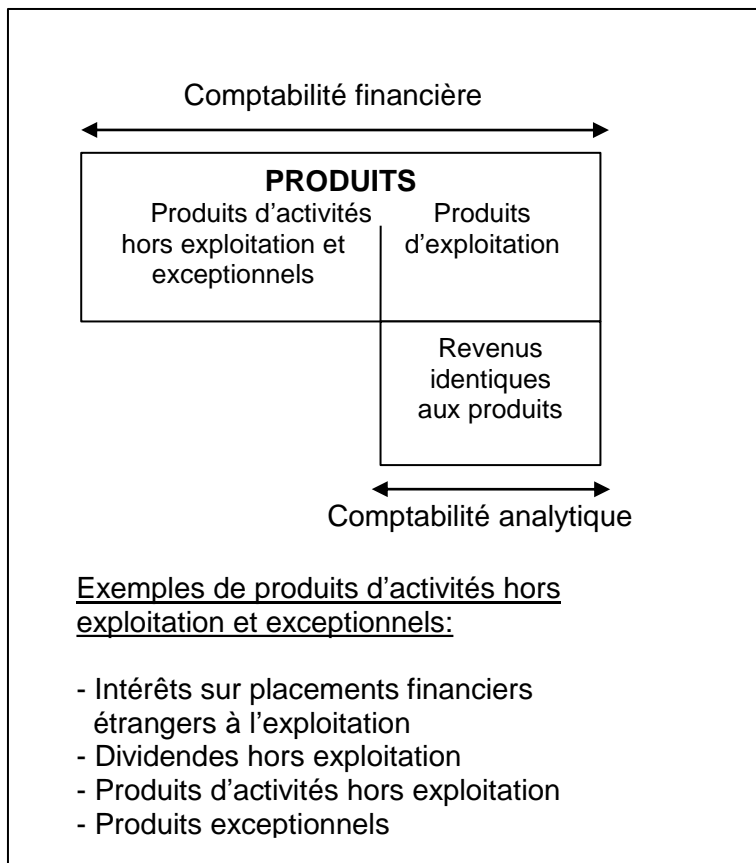 Comptabilité financière
PRODUITS
Produits d’activités
hors exploitation et
exceptionnels
Produits
d’exploitation
Revenus
identiques
aux produits
Comptabilité analytique
Exemples de produits d’activités hors
exploitation et exceptionnels:
- Intérêts sur placements financiers
étrangers à l’exploitation
- Dividendes hors exploitation
- Produits d’activités hors exploitation
- Produits exceptionnels